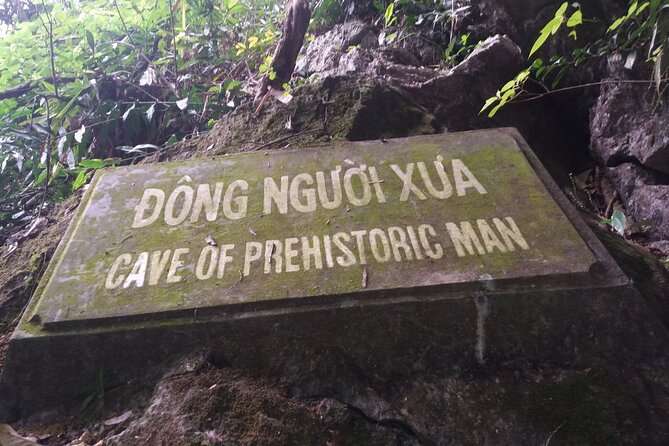 ĐỘNG NGƯỜI XƯA
CAVE OF PREHISTORIC MAN